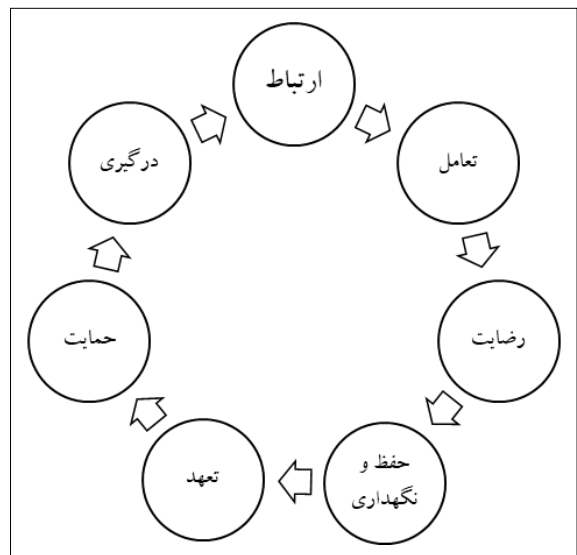 ارتباط
تعامل
رضایت
حفظ و
نگهداری
تعهد
حمایت
درگیری